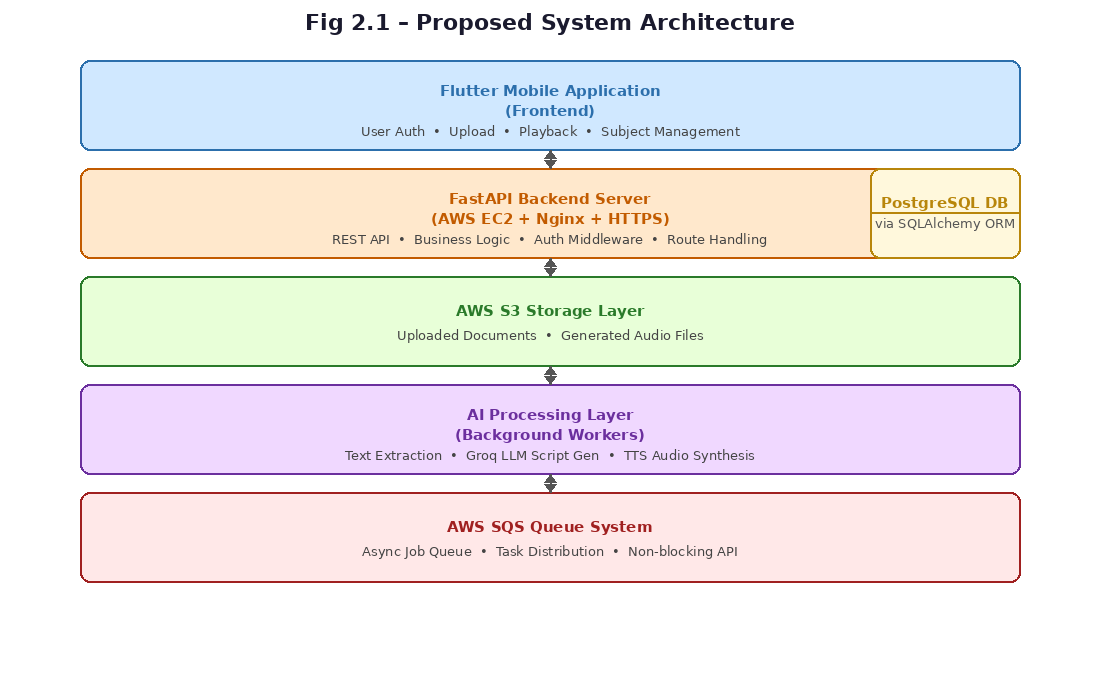 Fig 2.1 – Proposed System Architecture
Flutter Mobile Application
(Frontend)
User Auth • Upload • Playback • Subject Management
FastAPI Backend Server
(AWS EC2 + Nginx + HTTPS)
REST API • Business Logic • Auth Middleware • Route Handling
PostgreSQL DB
via SQLAlchemy ORM
AWS S3 Storage Layer
Uploaded Documents • Generated Audio Files
AI Processing Layer
(Background Workers)
Text Extraction • Groq LLM Script Gen • TTS Audio Synthesis
AWS SQS Queue System
Async Job Queue • Task Distribution • Non-blocking API